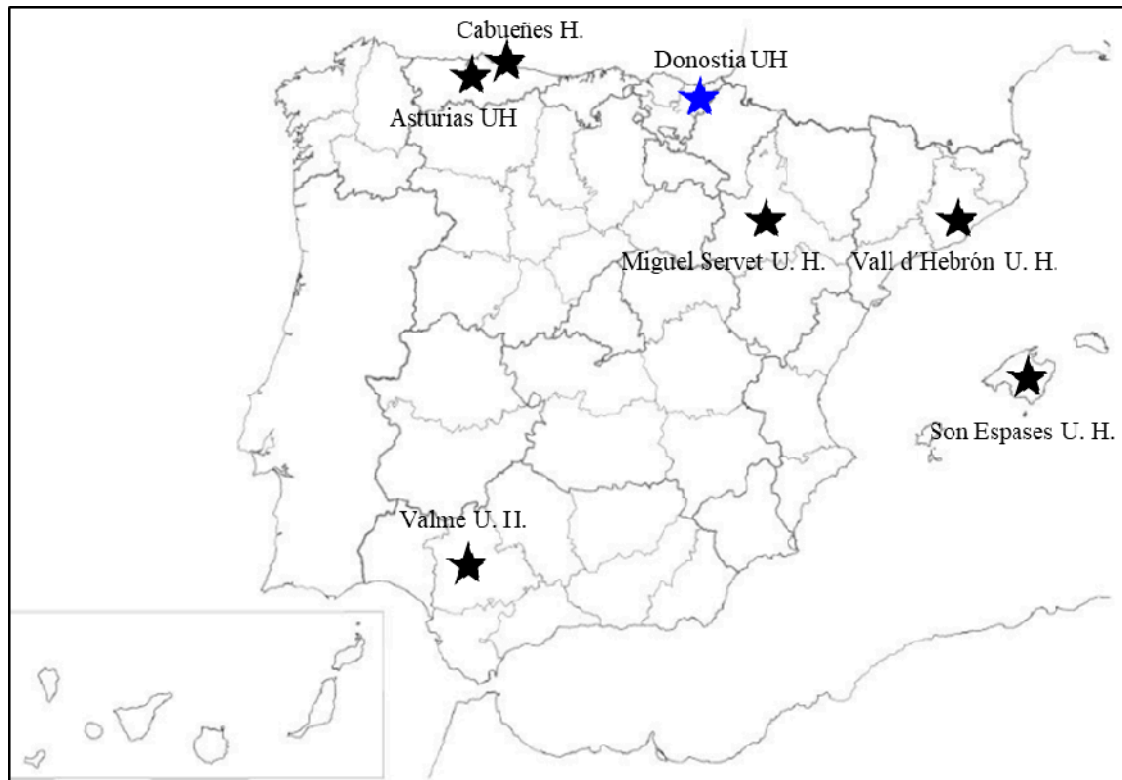 Cabueñes H.
Donostia UH
Asturias UH
Miguel Servet U. H.
Vall d´Hebrón U. H.
Son Espases U. H.
Valme U. H.